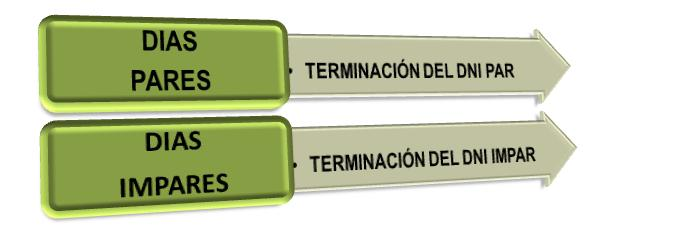 DIAS
PARES
• TERMINACIÓN DEL DNI PAR
DIAS
IMPARES
• TERMINACIÓN DEL DNI IMPAR